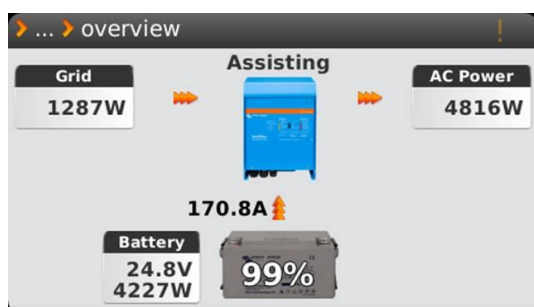 ... overview
!
Grid
1287W
Assisting
AC Power
4816W
170.8A
Battery
24.8V
4227W
99%